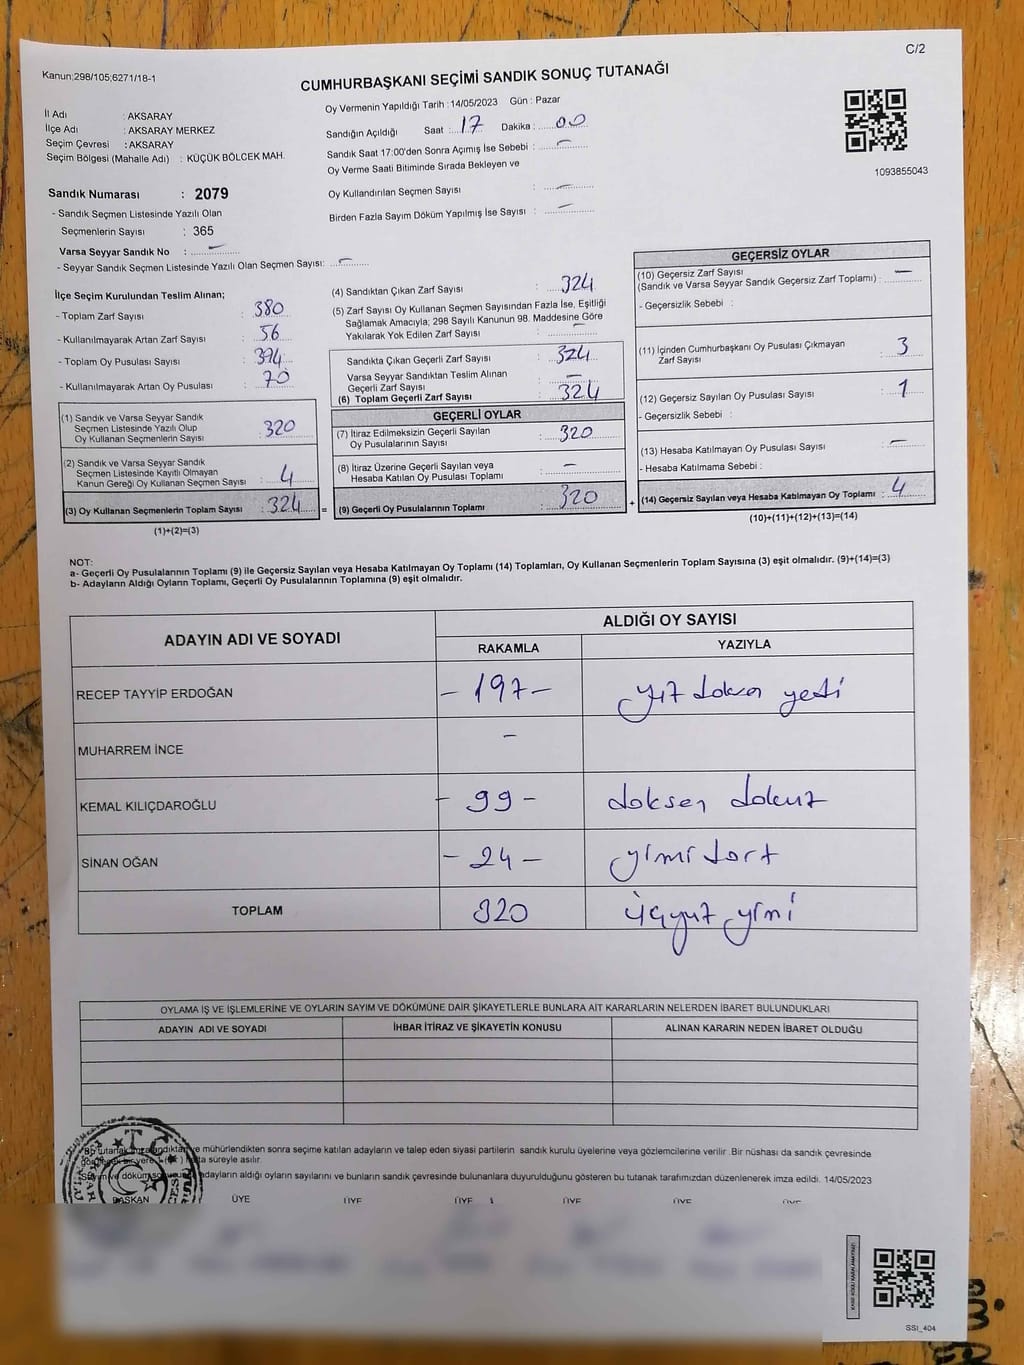 C/2
Kanun;298/105;6271/18-1
CUMHURBAŞKANI SEÇİMİ SANDIK SONUÇ TUTANAĞI
1093855043
İl Adı : AKSARAY
İlçe Adı : AKSARAY MERKEZ
Seçim Çevresi : AKSARAY
Seçim Bölgesi (Mahalle Adı) : KÜÇÜK BÖLCEK MAH.
Sandık Numarası : 2079
- Sandık Seçmen Listesinde Yazılı Olan
Seçmenlerin Sayısı : 365
Varsa Seyyar Sandık No : -
- Seyyar Sandık Seçmen Listesinde Yazılı Olan Seçmen Sayısı: -
Oy Vermenin Yapıldığı Tarih : 14/05/2023 Gün : Pazar
Sandığın Açıldığı Saat : 17 Dakika : 00
Sandık Saat 17:00'den Sonra Açımış İse Sebebi : -
Oy Verme Saati Bitiminde Sırada Bekleyen ve
Oy Kullandırılan Seçmen Sayısı : -
Birden Fazla Sayım Döküm Yapılmış İse Sayısı : -
İlçe Seçim Kurulundan Teslim Alınan;
- Toplam Zarf Sayısı : 380
- Kullanılmayarak Artan Zarf Sayısı : 56
- Toplam Oy Pusulası Sayısı : 394
- Kullanılmayarak Artan Oy Pusulası : 70
(1) Sandık ve Varsa Seyyar Sandık
Seçmen Listesinde Yazılı Olup
Oy Kullanan Seçmenlerin Sayısı : 320
(2) Sandık ve Varsa Seyyar Sandık
Seçmen Listesinde Kayıtlı Olmayan
Kanun Gereği Oy Kullanan Seçmen Sayısı : 4
(3) Oy Kullanan Seçmenlerin Toplam Sayısı : 324 =
(1)+(2)=(3)
(4) Sandıktan Çıkan Zarf Sayısı : 324
(5) Zarf Sayısı Oy Kullanan Seçmen Sayısından Fazla İse, Eşitliği
Sağlamak Amacıyla; 298 Sayılı Kanunun 98. Maddesine Göre
Yakılarak Yok Edilen Zarf Sayısı : -
Sandıkta Çıkan Geçerli Zarf Sayısı : 324
Varsa Seyyar Sandıktan Teslim Alınan
Geçerli Zarf Sayısı : -
(6) Toplam Geçerli Zarf Sayısı : 324
GEÇERLİ OYLAR
(7) İtiraz Edilmeksizin Geçerli Sayılan
Oy Pusulalarının Sayısı : 320
(8) İtiraz Üzerine Geçerli Sayılan veya
Hesaba Katılan Oy Pusulası Toplamı : -
(9) Geçerli Oy Pusulalarının Toplamı : 320 +
GEÇERSİZ OYLAR
(10) Geçersiz Zarf Sayısı
(Sandık ve Varsa Seyyar Sandık Geçersiz Zarf Toplamı) : -
- Geçersizlik Sebebi :
(11) İçinden Cumhurbaşkanı Oy Pusulası Çıkmayan
Zarf Sayısı : 3
(12) Geçersiz Sayılan Oy Pusulası Sayısı : 1
- Geçersizlik Sebebi :
(13) Hesaba Katılmayan Oy Pusulası Sayısı : -
- Hesaba Katılmama Sebebi :
(14) Geçersiz Sayılan veya Hesaba Katılmayan Oy Toplamı : 4
(10)+(11)+(12)+(13)=(14)
NOT:
a- Geçerli Oy Pusulalarının Toplamı (9) ile Geçersiz Sayılan veya Hesaba Katılmayan Oy Toplamı (14) Toplamları, Oy Kullanan Seçmenlerin Toplam Sayısına (3) eşit olmalıdır. (9)+(14)=(3)
b- Adayların Aldığı Oyların Toplamı, Geçerli Oy Pusulalarının Toplamına (9) eşit olmalıdır.
ADAYIN ADI VE SOYADI
ALDIĞI OY SAYISI
RAKAMLA YAZIYLA
RECEP TAYYİP ERDOĞAN - 197 - yüz doksan yedi
MUHARREM İNCE -
KEMAL KILIÇDAROĞLU - 99 - doksan dokuz
SİNAN OĞAN - 24 - yimi dört
TOPLAM 320 üçyüz yimi
OYLAMA İŞ VE İŞLEMLERİNE VE OYLARIN SAYIM VE DÖKÜMÜNE DAİR ŞİKAYETLERLE BUNLARA AİT KARARLARIN NELERDEN İBARET BULUNDUKLARI
ADAYIN ADI VE SOYADI İHBAR İTİRAZ VE ŞİKAYETİN KONUSU ALINAN KARARIN NEDEN İBARET OLDUĞU
Bu tutanak mühürlendikten sonra seçime katılan adayların ve talep eden siyasi partilerin sandık kurulu üyelerine veya gözlemcilerine verilir. Bir nüshası da sandık çevresinde
süreyle asılır.
Sayım ve döküm adayların aldığı oyların sayılarını ve bunların sandık çevresinde bulunanlara duyurulduğunu gösteren bu tutanak tarafımızdan düzenlenerek imza edildi. 14/05/2023
T.C.
BAŞKAN ÜYE ÜYE ÜYE ÜYE ÜYE ÜYE
SSİ_404